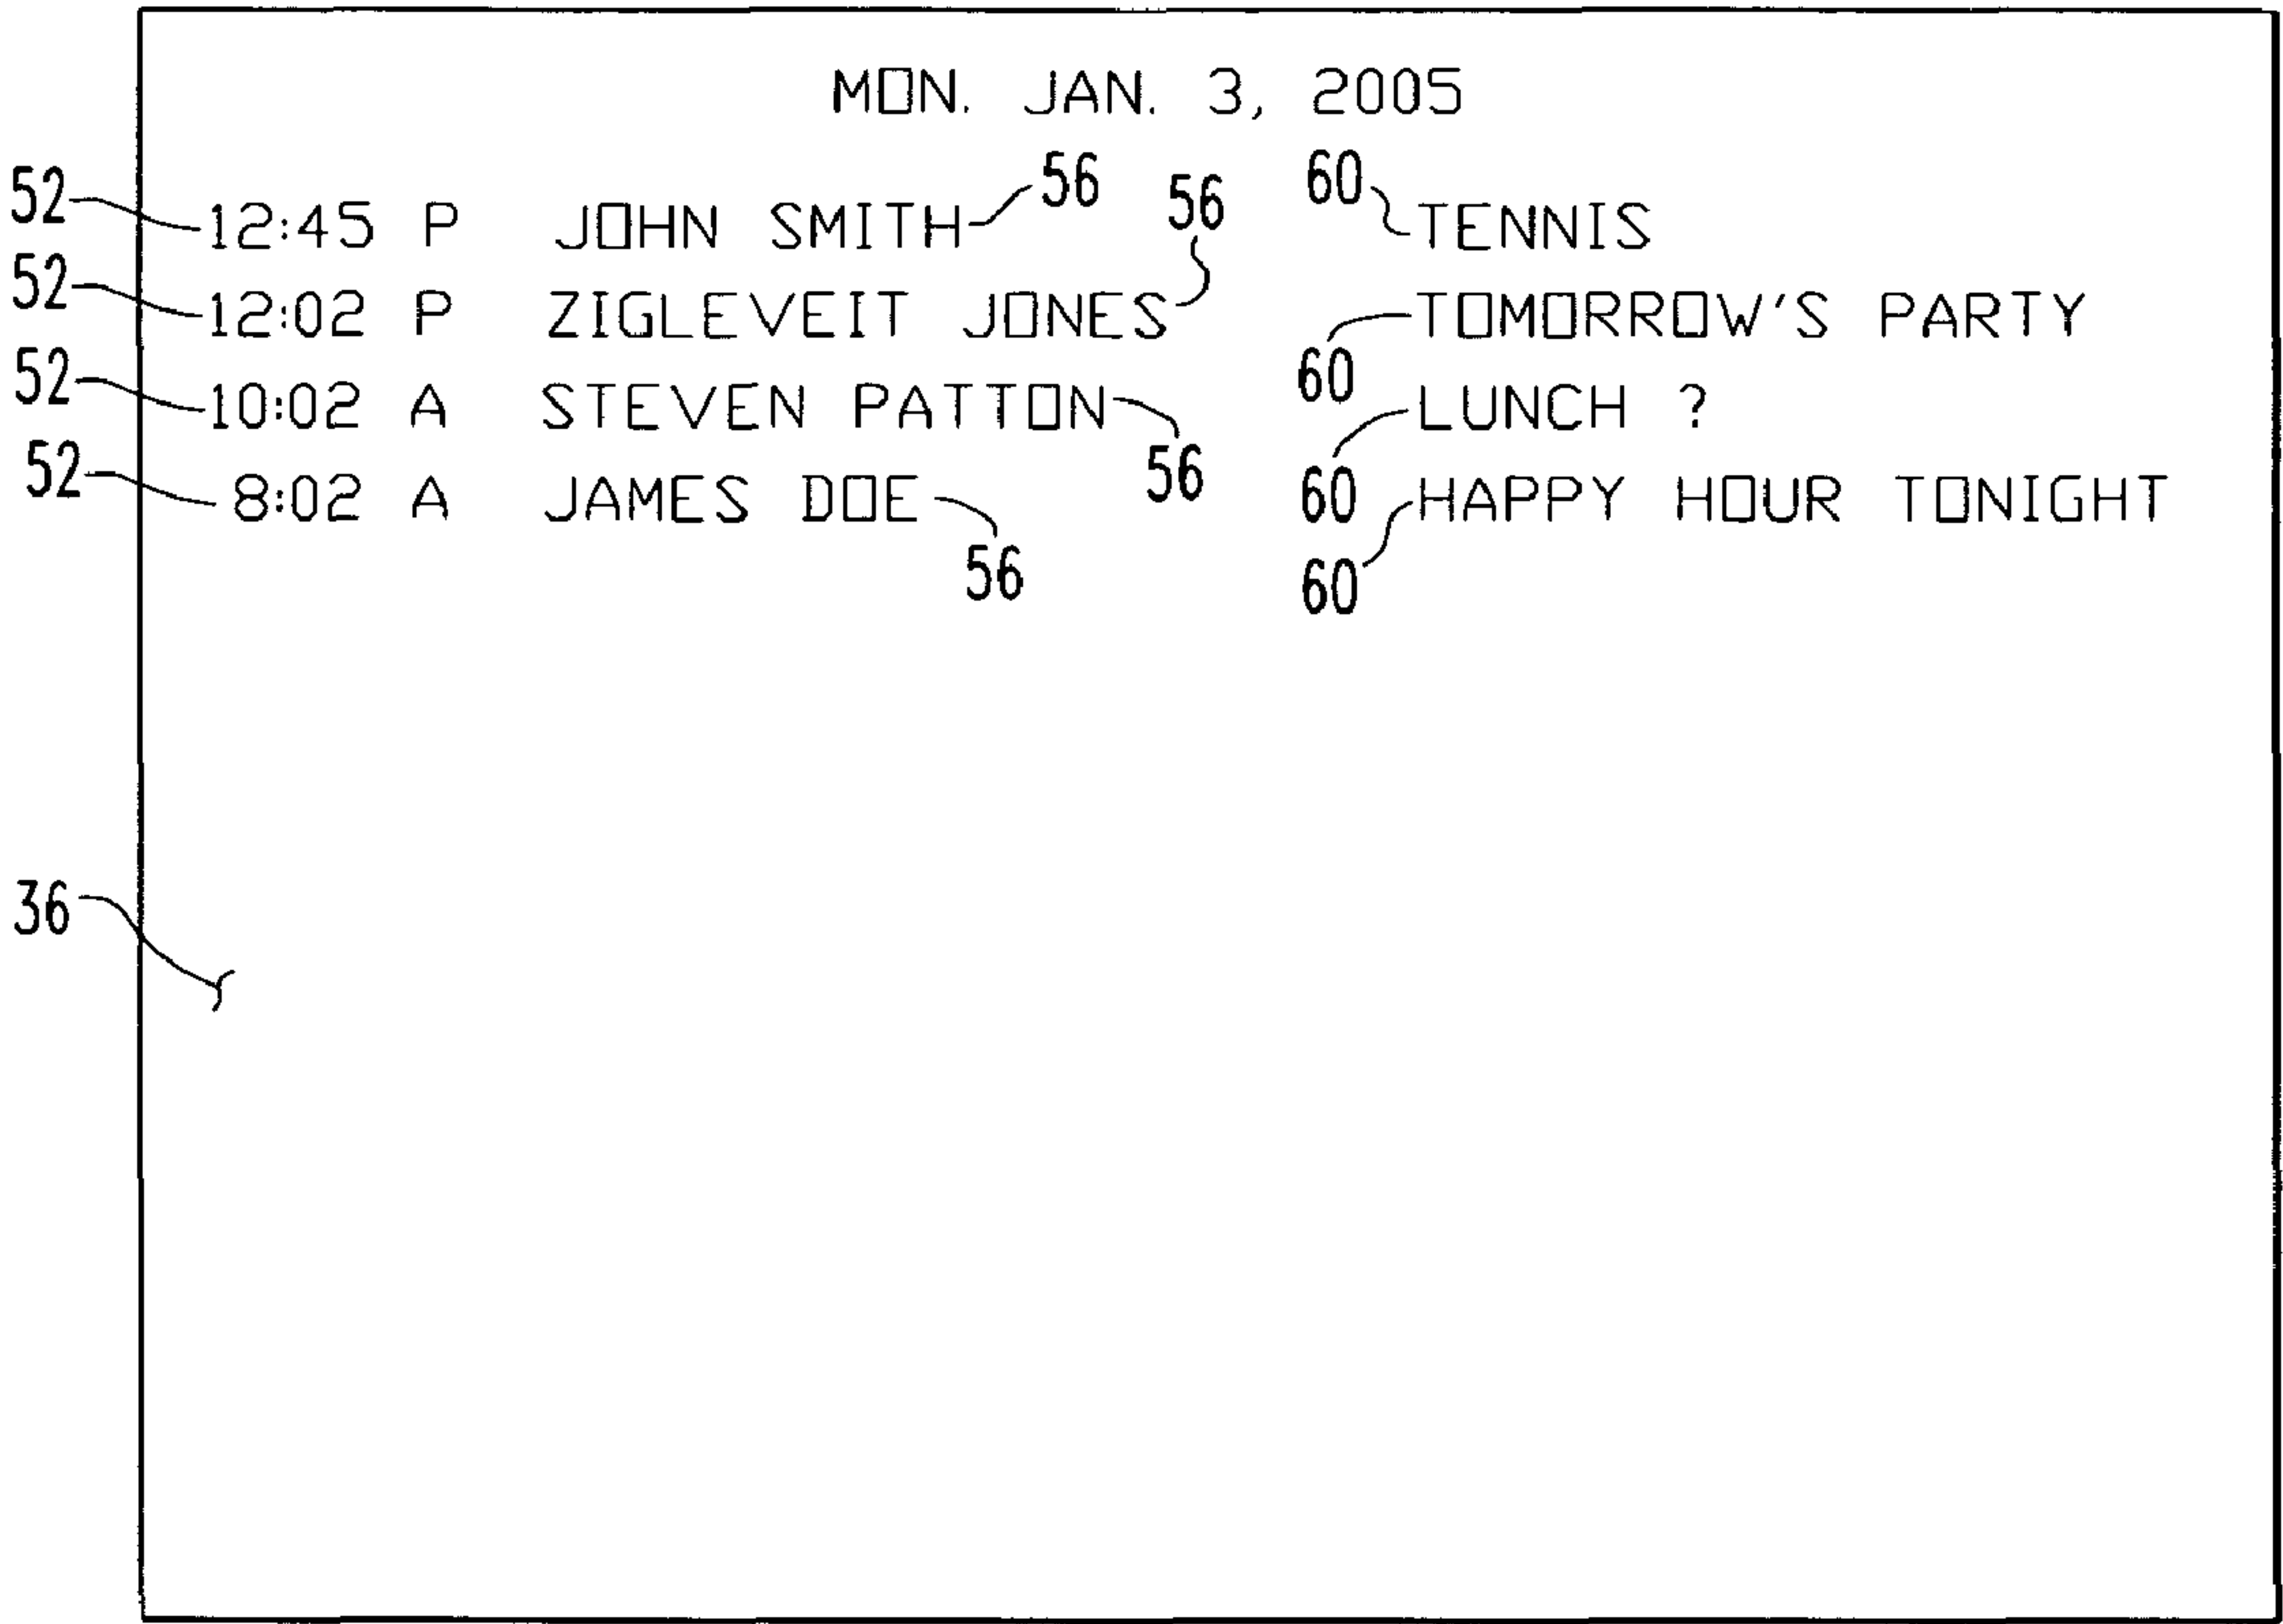 MON. JAN. 3, 2005
52 12:45 P JOHN SMITH 56 60 TENNIS
52 12:02 P ZIGLEVEIT JONES 56 60 TOMORROW'S PARTY
52 10:02 A STEVEN PATTON 56 60 LUNCH ?
52 8:02 A JAMES DOE 56 60 HAPPY HOUR TONIGHT
36